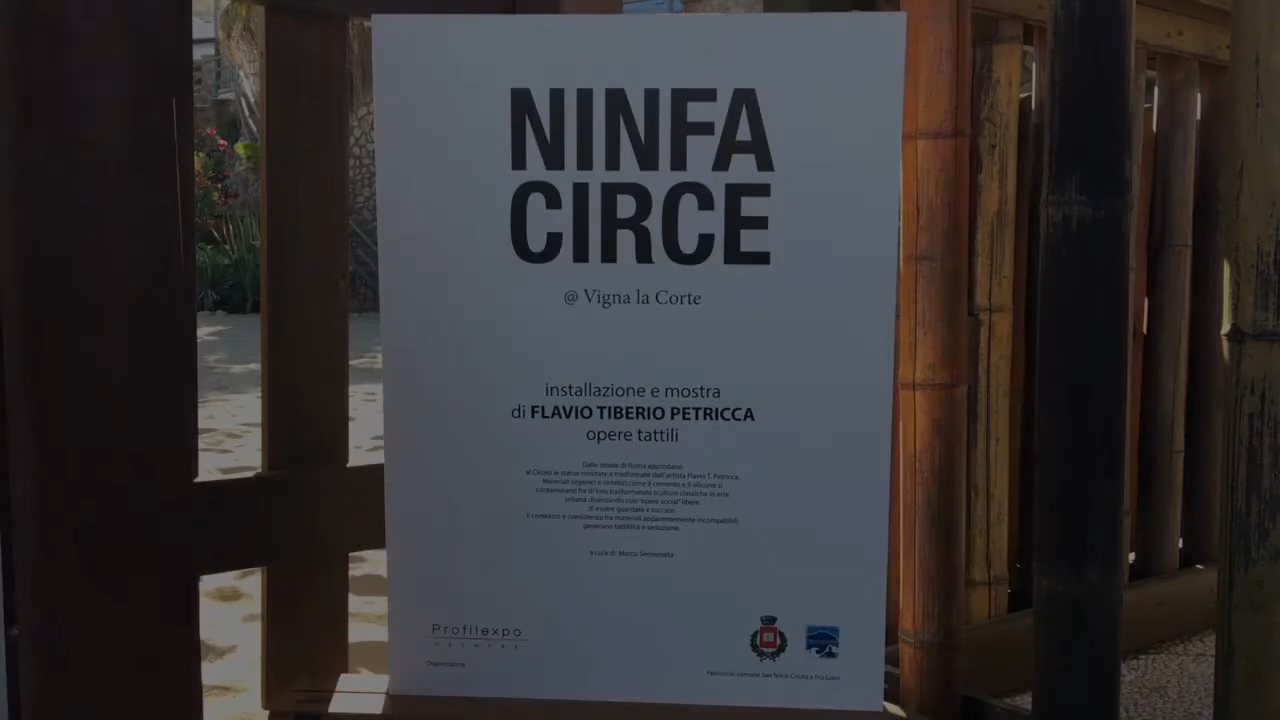 NINFA
CIRCE
@ Vigna la Corte
installazione e mostra
di FLAVIO TIBERIO PETRICCA
opere tattili
Dalle strade di Roma approdano
al Circeo le statue rivisitate e trasformate dall'artista Flavio T. Petricca.
Materiali organici e sintetici come il cemento e il silicone si
contaminano fra di loro trasformando sculture classiche in arte
urbana diventando così "opere social" libere
di essere guardate e toccate.
Il contrasto e coesistenza fra materiali apparentemente incompatibili
generano tattilità e seduzione.
a cura di: Marco Sermoneta
Profilexpo
NETWORK
Organizzatore
Patrocinio comune San Felice Circeo e Pro Loco